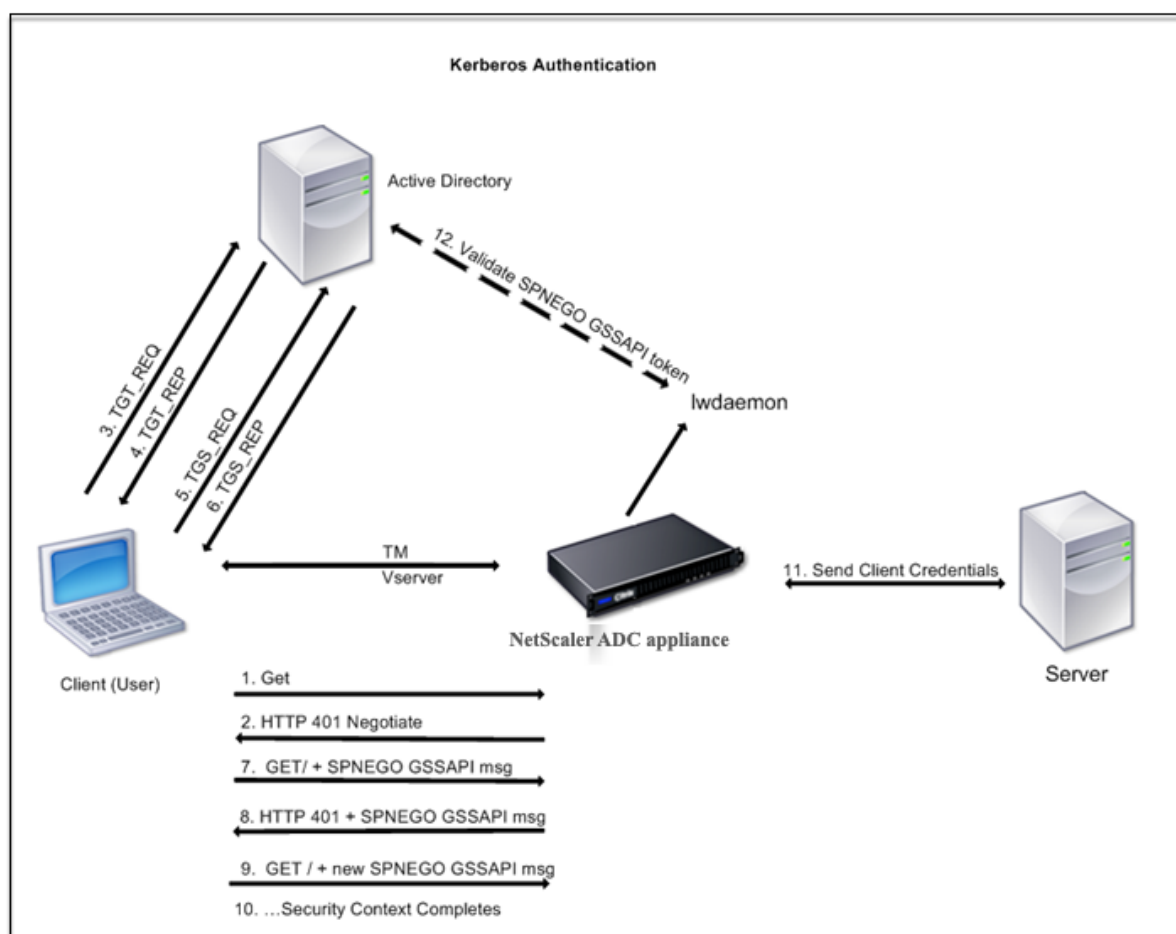 Kerberos Authentication
Active Directory
12. Validate SPNEGO GSSAPI token
lwdaemon
3. TGT_REQ
4. TGT_REP
5. TGS_REQ
6. TGS_REP
TM
Vserver
11. Send Client Credentials
NetScaler ADC appliance
Client (User)
Server
1. Get
2. HTTP 401 Negotiate
7. GET/ + SPNEGO GSSAPI msg
8. HTTP 401 + SPNEGO GSSAPI msg
9. GET / + new SPNEGO GSSAPI msg
10. ...Security Context Completes